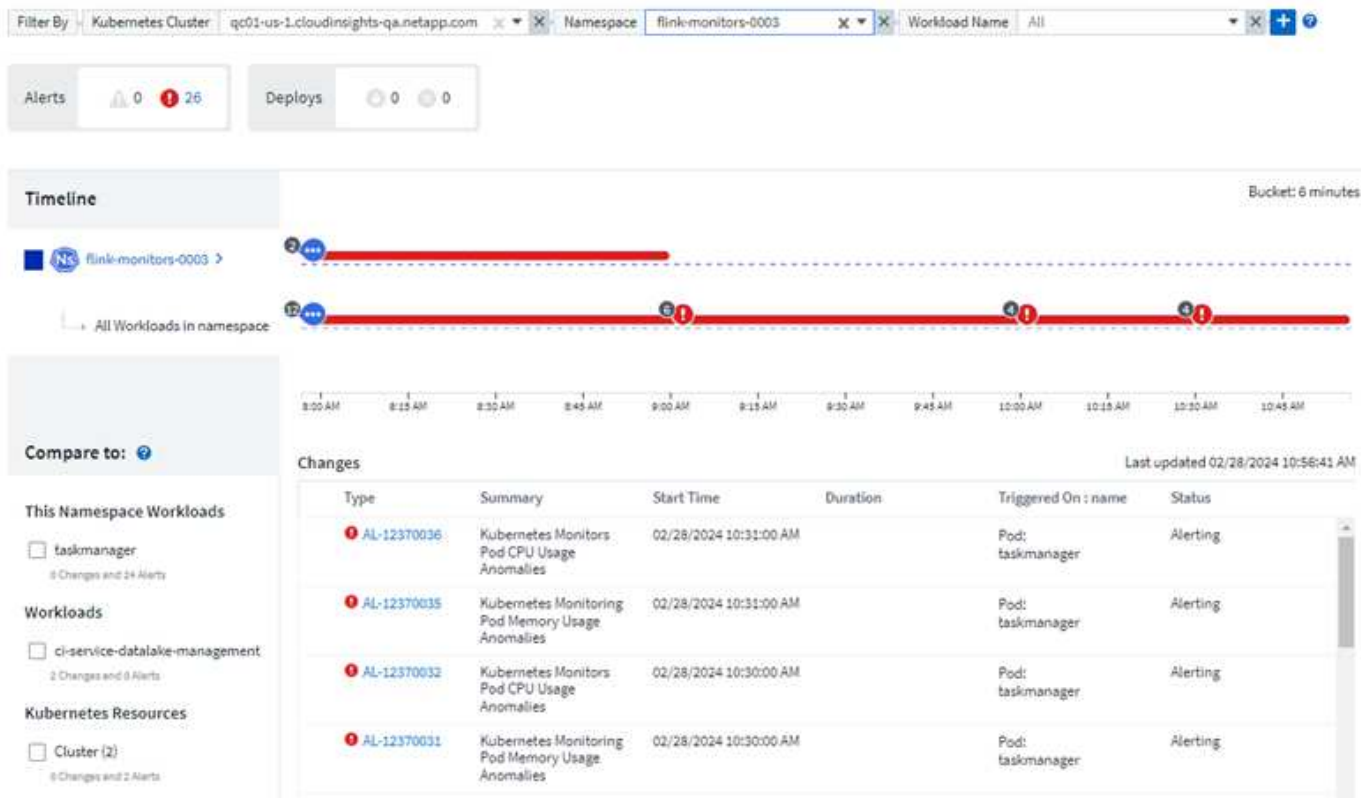 Filter By Kubernetes Cluster qc01-us-1.cloudinsights-qa.netapp.com Namespace flink-monitors-0003 Workload Name All
Alerts 0 26 Deploys 0 0
Timeline
Bucket: 6 minutes
2
NS flink-monitors-0003
12 6 4 4
All Workloads in namespace
8:00 AM 8:15 AM 8:30 AM 8:45 AM 9:00 AM 9:15 AM 9:30 AM 9:45 AM 10:00 AM 10:15 AM 10:30 AM 10:45 AM
Compare to:
Changes
Last updated 02/28/2024 10:56:41 AM
This Namespace Workloads
taskmanager
0 Changes and 24 Alerts
Workloads
ci-service-datalake-management
2 Changes and 0 Alerts
Kubernetes Resources
Cluster (2)
0 Changes and 2 Alerts
Type Summary Start Time Duration Triggered On : name Status
AL-12370036 Kubernetes Monitors 02/28/2024 10:31:00 AM Pod: Alerting
Pod CPU Usage taskmanager
Anomalies
AL-12370035 Kubernetes Monitoring 02/28/2024 10:31:00 AM Pod: Alerting
Pod Memory Usage taskmanager
Anomalies
AL-12370032 Kubernetes Monitors 02/28/2024 10:30:00 AM Pod: Alerting
Pod CPU Usage taskmanager
Anomalies
AL-12370031 Kubernetes Monitoring 02/28/2024 10:30:00 AM Pod: Alerting
Pod Memory Usage taskmanager
Anomalies